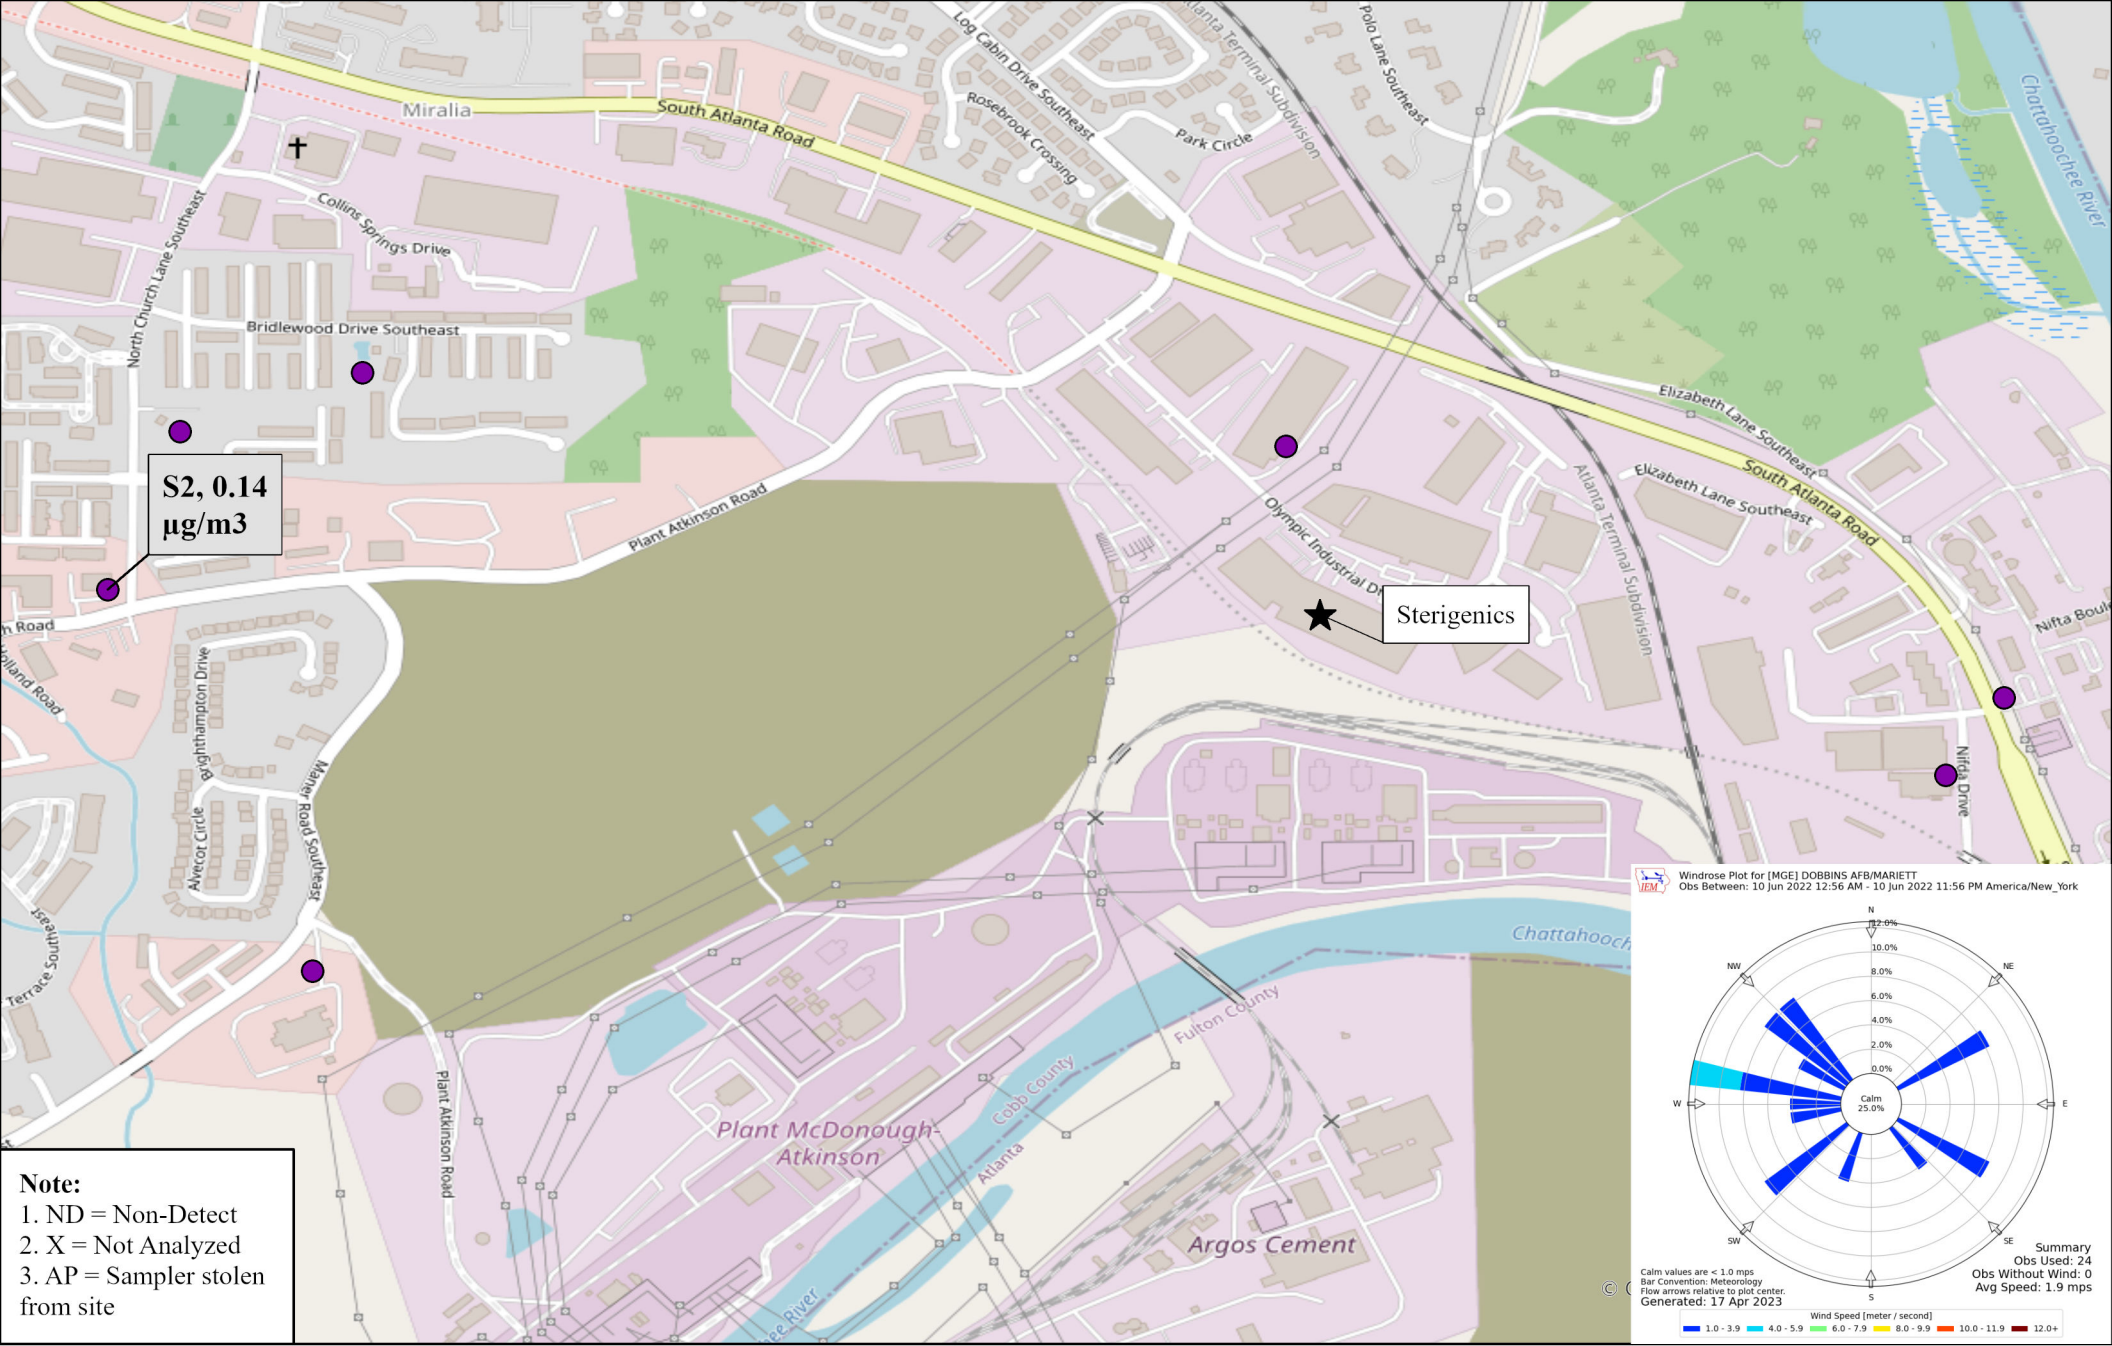 Log Cabin Drive Southeast
Atlanta Terminal Subdivision
Polo Lane Southeast
Chattahoochee River
Miralia
South Atlanta Road
Rosebrook Crossing
Park Circle
North Church Lane Southeast
Collins Springs Drive
Bridlewood Drive Southeast
Elizabeth Lane Southeast
Elizabeth Lane Southeast
South Atlanta Road
Atlanta Terminal Subdivision
S2, 0.14
µg/m3
Plant Atkinson Road
Olympic Industrial Dr
Sterigenics
Nifta Boul
h Road
Holland Road
Brighthampton Drive
Maner Road Southeast
Alvecot Circle
Nifda Drive
Terrace Southeast
Chattahooch
Fulton County
Cobb County
Atlanta
Plant Atkinson Road
Plant McDonough-
Atkinson
Argos Cement
ee River
Note:
1. ND = Non-Detect
2. X = Not Analyzed
3. AP = Sampler stolen
from site
IEM
Windrose Plot for [MGE] DOBBINS AFB/MARIETT
Obs Between: 10 Jun 2022 12:56 AM - 10 Jun 2022 11:56 PM America/New_York
N
12.0%
10.0%
NW
NE
8.0%
6.0%
4.0%
2.0%
0.0%
Calm
25.0%
W
E
SW
SE
S
Summary
Obs Used: 24
Obs Without Wind: 0
Avg Speed: 1.9 mps
Calm values are < 1.0 mps
Bar Convention: Meteorology
Flow arrows relative to plot center.
Generated: 17 Apr 2023
©
Wind Speed [meter / second]
1.0 - 3.9 4.0 - 5.9 6.0 - 7.9 8.0 - 9.9 10.0 - 11.9 12.0+